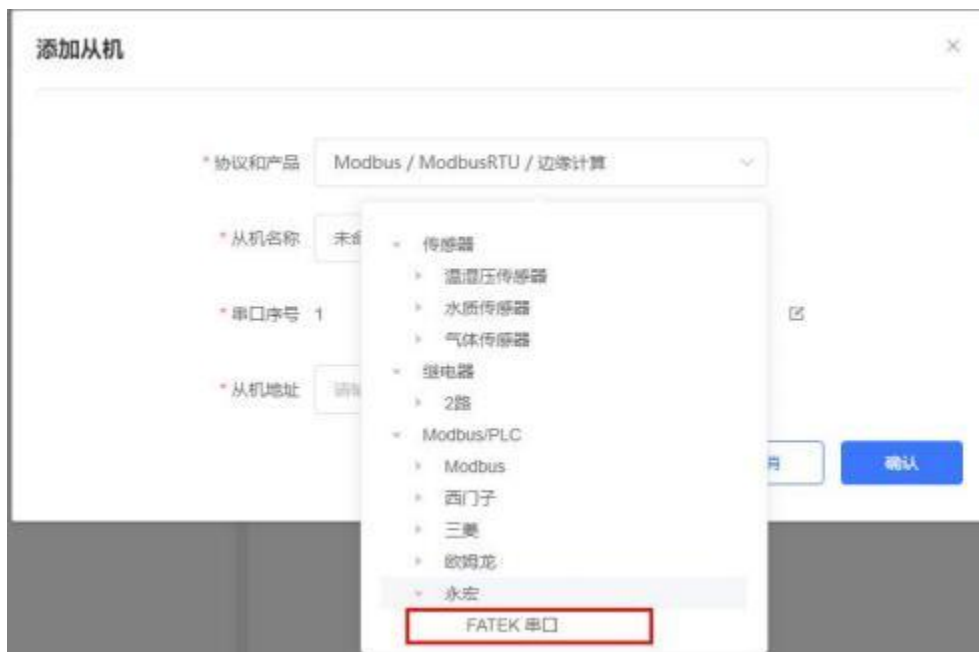 添加从机
*协议和产品 Modbus / ModbusRTU / 边缘计算
*从机名称
传感器
温湿压传感器
*串口序号 1
水质传感器
气体传感器
继电器
*从机地址
2路
Modbus/PLC
Modbus
确认
西门子
三菱
欧姆龙
永宏
FATEK 串口